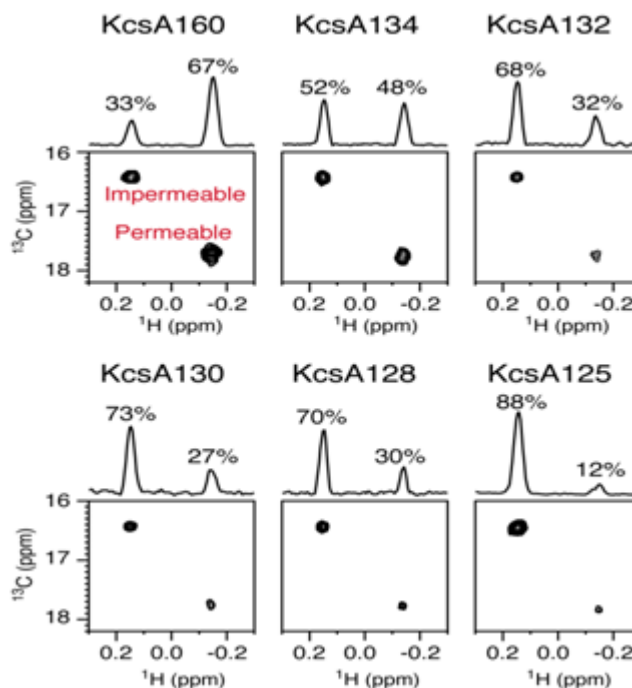 KcsA160 KcsA134 KcsA132
33% 67% 52% 48% 68% 32%
16
17
18
13C (ppm)
Impermeable
Permeable
0.2 0.0 -0.2 0.2 0.0 -0.2 0.2 0.0 -0.2
1H (ppm) 1H (ppm) 1H (ppm)
KcsA130 KcsA128 KcsA125
73% 27% 70% 30% 88% 12%
16
17
18
13C (ppm)
0.2 0.0 -0.2 0.2 0.0 -0.2 0.2 0.0 -0.2
1H (ppm) 1H (ppm) 1H (ppm)